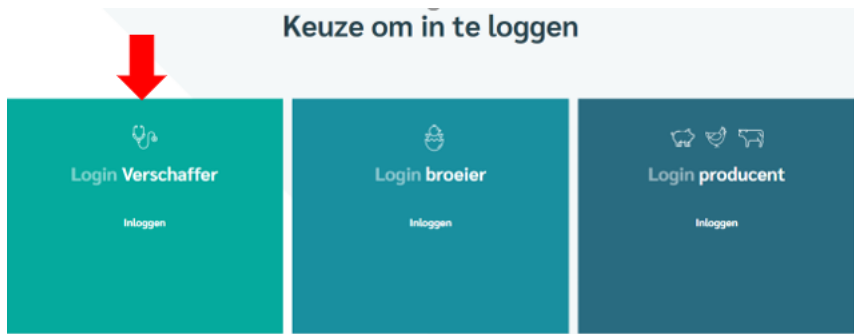 Keuze om in te loggen
Login Verschaffer
Inloggen
Login broeier
Inloggen
Login producent
Inloggen